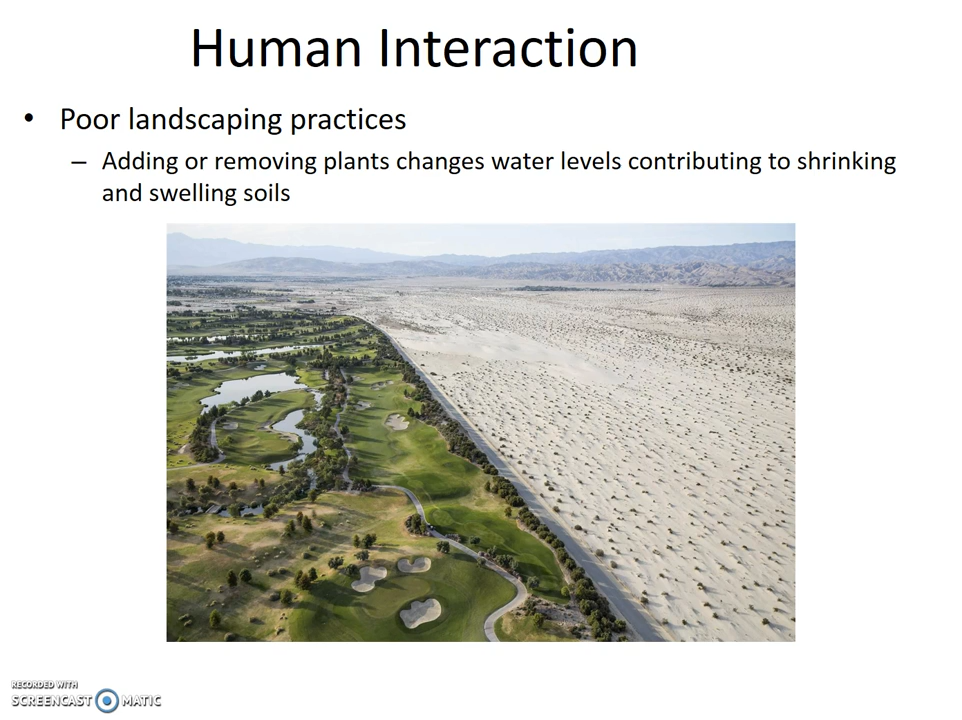 Human Interaction
• Poor landscaping practices
– Adding or removing plants changes water levels contributing to shrinking
and swelling soils
RECORDED WITH
SCREENCAST MATIC